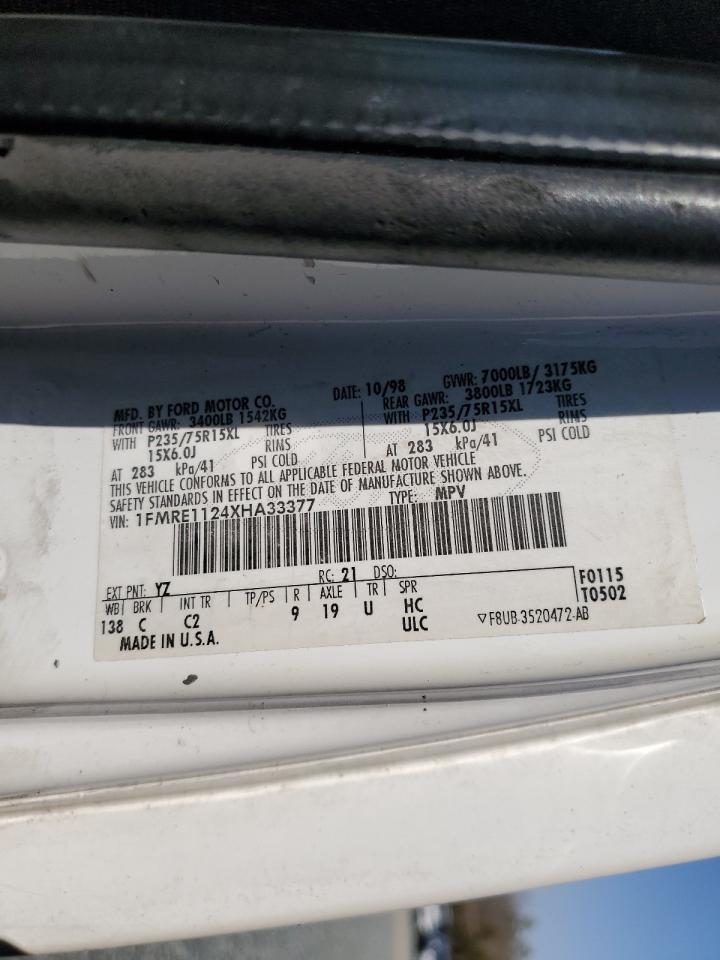 MFD. BY FORD MOTOR CO. DATE: 10/98 GVWR: 7000LB/ 3175KG
FRONT GAWR: 3400LB 1542KG REAR GAWR: 3800LB 1723KG
WITH P235/75R15XL TIRES WITH P235/75R15XL TIRES
15X6.0J RIMS 15X6.0J RIMS
AT 283 kPa/41 PSI COLD AT 283 kPa/41 PSI COLD
THIS VEHICLE CONFORMS TO ALL APPLICABLE FEDERAL MOTOR VEHICLE
SAFETY STANDARDS IN EFFECT ON THE DATE OF MANUFACTURE SHOWN ABOVE.
VIN: 1FMRE1124XHA33377 TYPE: MPV
EXT PNT: YZ RC: 21 DSO:
WB BRK INT TR TP/PS R AXLE TR SPR F0115
138 C C2 9 19 U HC T0502
ULC
MADE IN U.S.A. ▽F8UB-3520472-AB